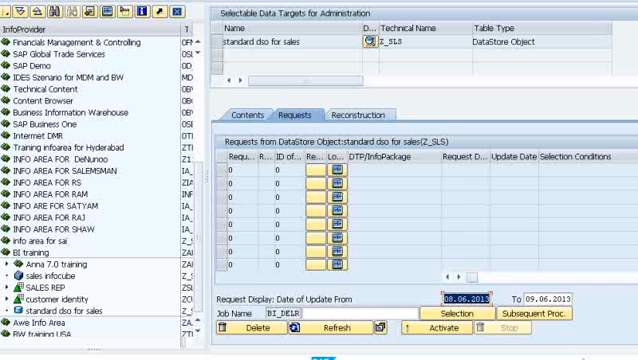 InfoProvider
T
Financials Management & Controlling
SAP Global Trade Services
SAP Demo
IDES Szenario for MDM and BW
Technical Content
Content Browser
Business Information Warehouse
SAP Business One
Internet DMR
Training infoarea for Hyderabad
INFO AREA FOR DeNunoo
INFO AREA FOR SALEMSMAN
INFO AREA FOR RS
INFO AREA FOR RAM
INFO ARE FOR SATYAM
INFO AREA FOR RAJ
INFO AREA FOR SHAW
info area for sai
BI training
Anna 7.0 training
sales infocube
SALES REP
customer identity
standard dso for sales
Awe Info Area
BW training USA
Selectable Data Targets for Administration
Name D... Technical Name Table Type
standard dso for sales Z_SLS DataStore Object
Contents Requests Reconstruction
Requests from DataStore Object:standard dso for sales(Z_SLS)
Requ... R... ID of... Re... Lo... DTP/InfoPackage Request D... Update Date Selection Conditions
0 0
0 0
0 0
0 0
0 0
0 0
0 0
0 0
Request Display: Date of Update From 08.06.2013 To 09.06.2013
Job Name BI_DELR Selection Subsequent Proc.
Delete Refresh Activate Stop